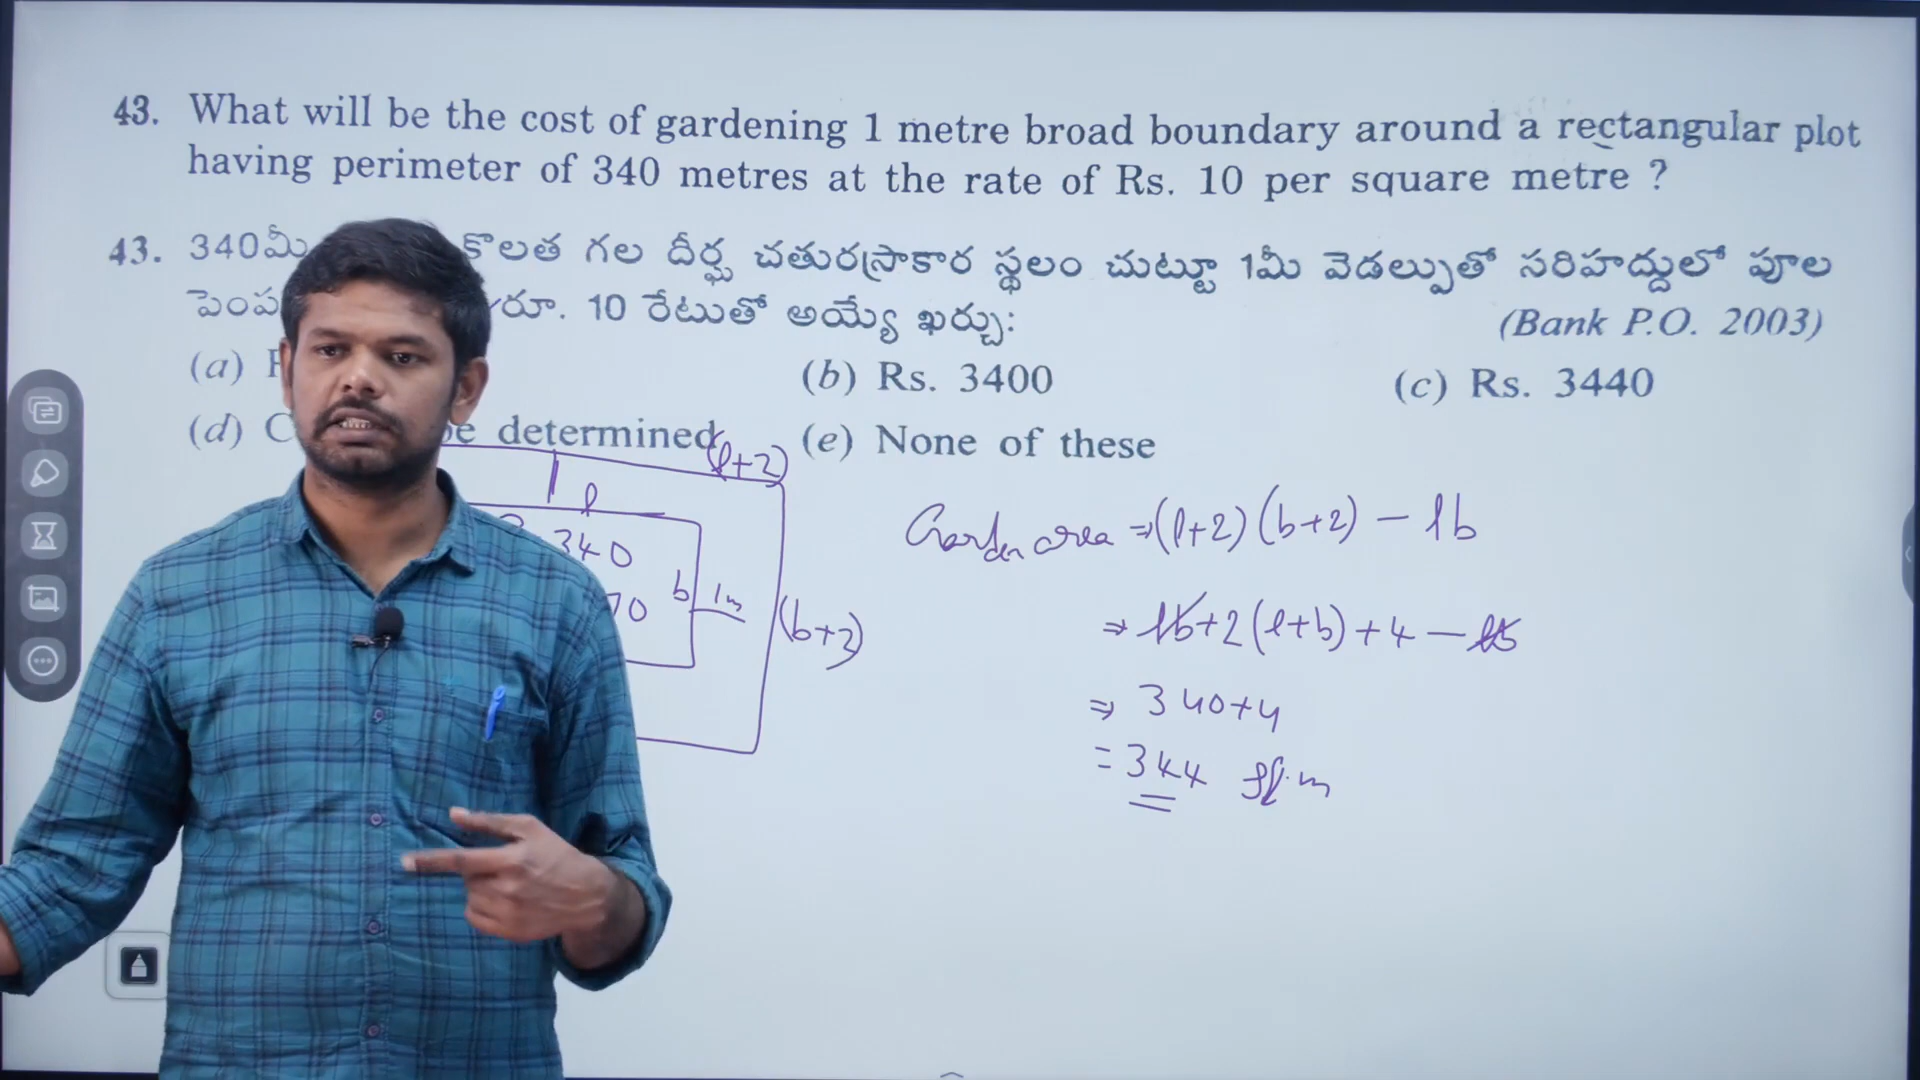 43. What will be the cost of gardening 1 metre broad boundary around a rectangular plot
having perimeter of 340 metres at the rate of Rs. 10 per square metre ?
43. 340మీ కొలత గల దీర్ఘ చతురస్రాకార స్థలం చుట్టూ 1మీ వెడల్పుతో సరిహద్దులో పూల
రూ. 10 రేటుతో అయ్యే ఖర్చు:
(Bank P.O. 2003)
(a)
(b) Rs. 3400
(c) Rs. 3440
(d) be determined
(e) None of these
(l+2)
l
340
70
b 1m
(b+2)
Garden area ⇒ (l+2) (b+2) − lb
⇒ lb+2(l+b)+4−lb
⇒ 340+4
= 344 sq.m